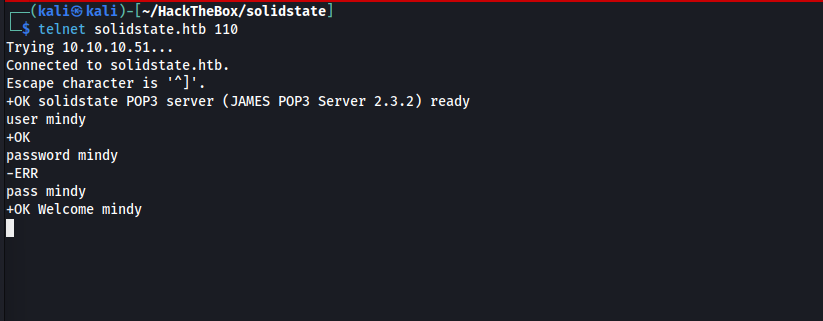 ┌──(kali㉿kali)-[~/HackTheBox/solidstate]
└─$ telnet solidstate.htb 110
Trying 10.10.10.51...
Connected to solidstate.htb.
Escape character is '^]'.
+OK solidstate POP3 server (JAMES POP3 Server 2.3.2) ready
user mindy
+OK
password mindy
-ERR
pass mindy
+OK Welcome mindy